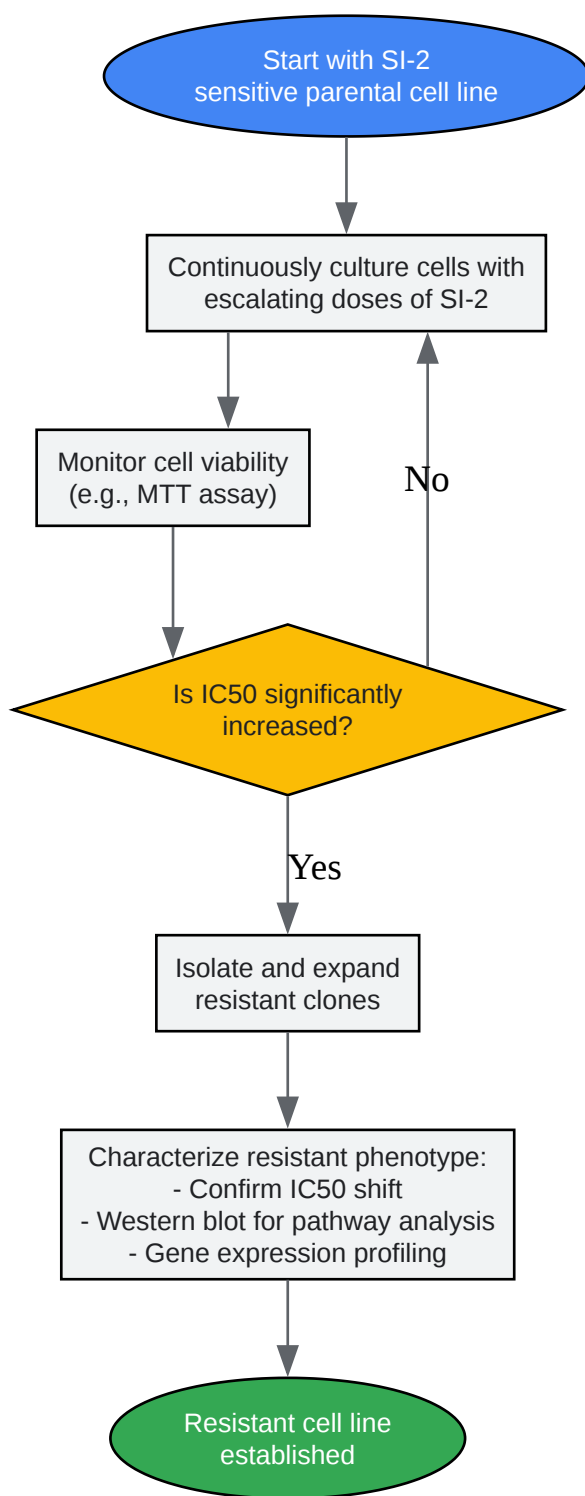 Start with SI-2
sensitive parental cell line
Continuously culture cells with
escalating doses of SI-2
Monitor cell viability
(e.g., MTT assay)
No
Is IC50 significantly
increased?
Yes
Isolate and expand
resistant clones
Characterize resistant phenotype:
- Confirm IC50 shift
- Western blot for pathway analysis
- Gene expression profiling
Resistant cell line
established